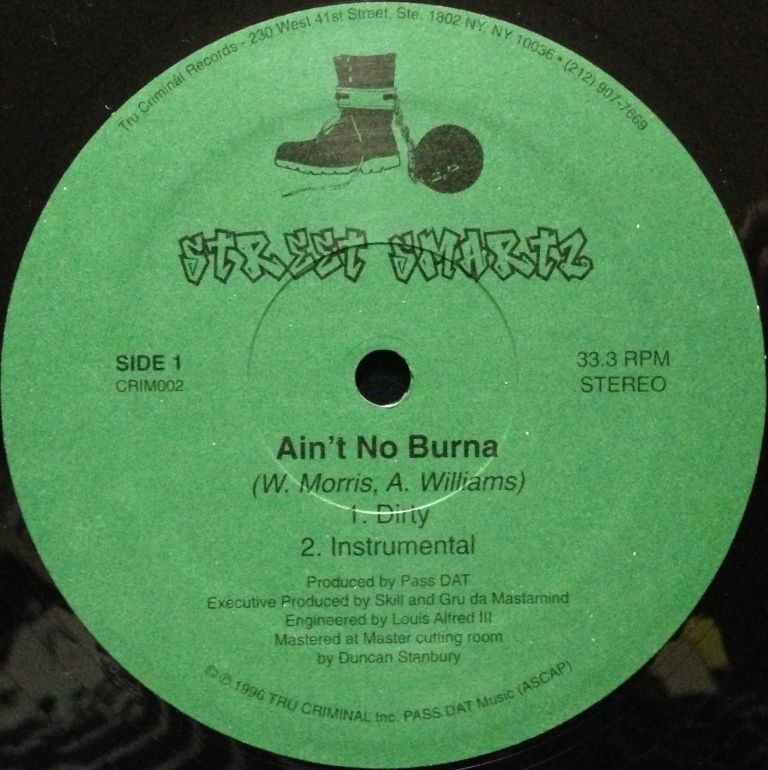 Tru Criminal Records - 230 West 41st Street, Ste. 1802 NY, NY 10036 • (212) 907-7669
STREET SMARTZ
SIDE 1
CRIM002
33.3 RPM
STEREO
Ain't No Burna
(W. Morris, A. Williams)
1. Dirty
2. Instrumental
Produced by Pass DAT
Executive Produced by Skill and Gru da Mastamind
Engineered by Louis Alfred III
Mastered at Master cutting room
by Duncan Stanbury
© ℗ 1996 TRU CRIMINAL Inc. PASS DAT Music (ASCAP)